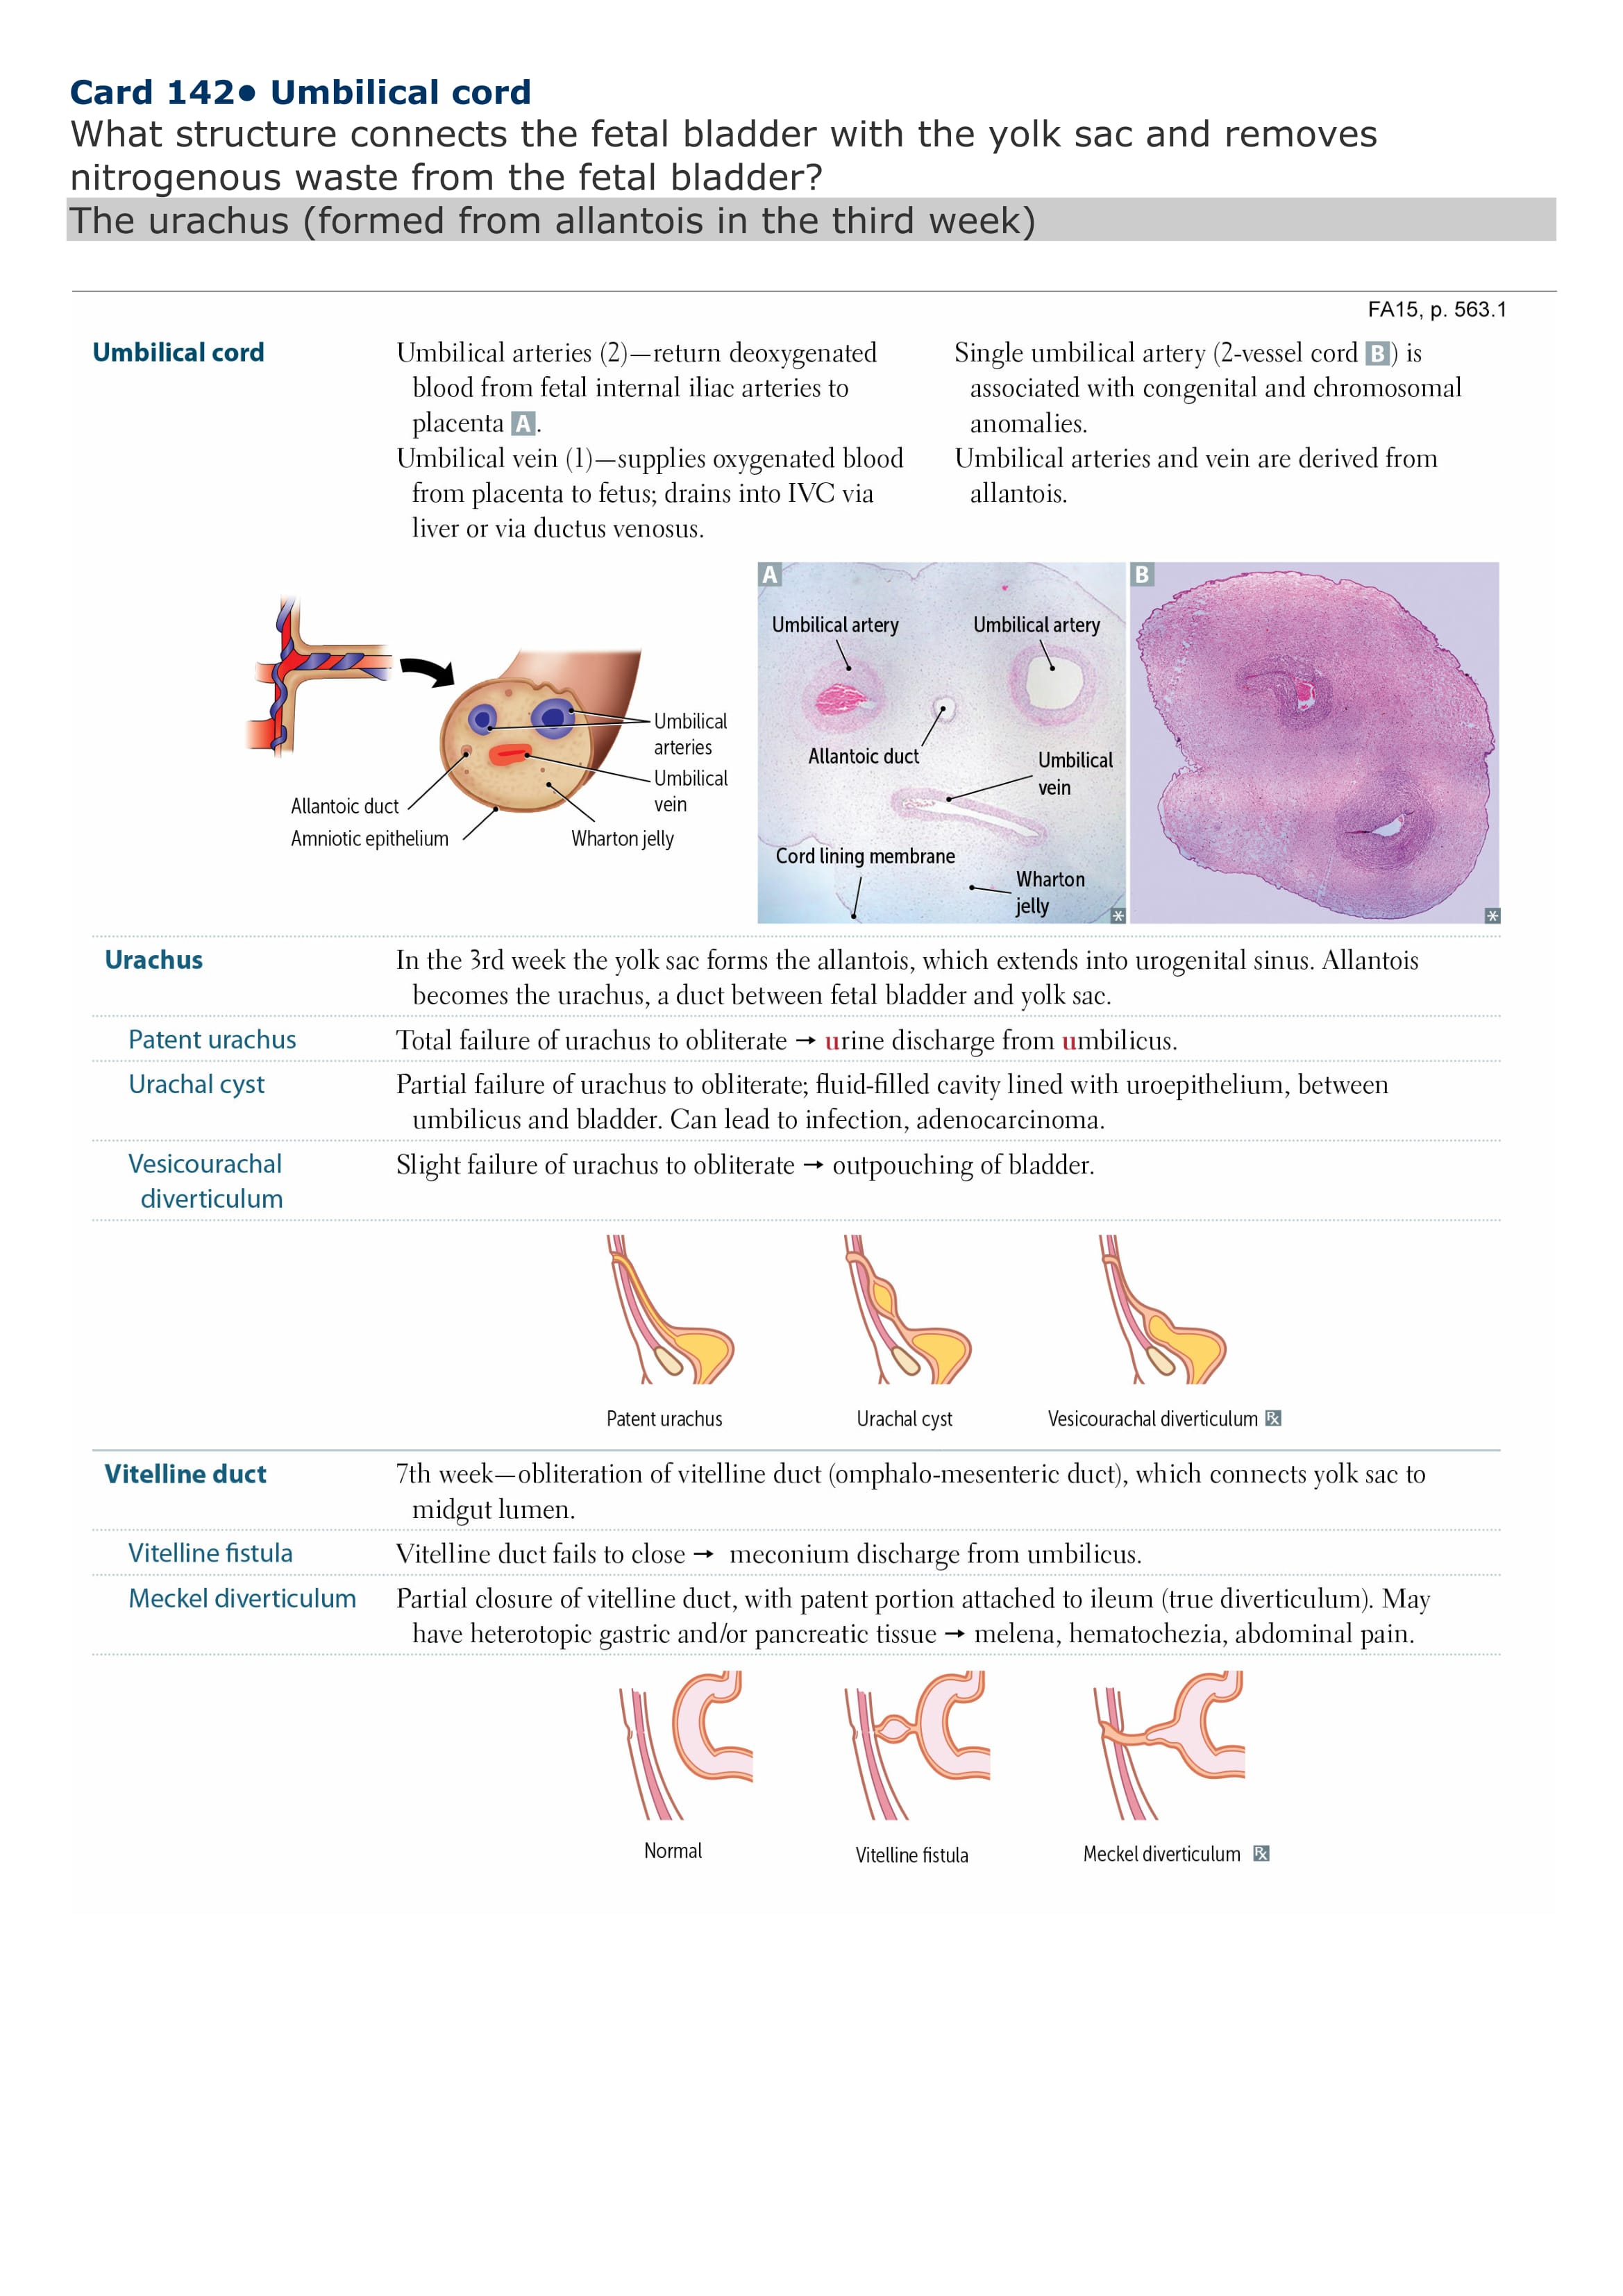 Card 142● Umbilical cord
What structure connects the fetal bladder with the yolk sac and removes
nitrogenous waste from the fetal bladder?
The urachus (formed from allantois in the third week)
FA15, p. 563.1
Umbilical cord
Umbilical arteries (2)—return deoxygenated
blood from fetal internal iliac arteries to
placenta A.
Umbilical vein (1)—supplies oxygenated blood
from placenta to fetus; drains into IVC via
liver or via ductus venosus.
Single umbilical artery (2-vessel cord B) is
associated with congenital and chromosomal
anomalies.
Umbilical arteries and vein are derived from
allantois.
Umbilical
arteries
Umbilical
vein
Allantoic duct
Amniotic epithelium
Wharton jelly
A
Umbilical artery
Umbilical artery
Allantoic duct
Umbilical
vein
Cord lining membrane
Wharton
jelly
*
B
*
Urachus
In the 3rd week the yolk sac forms the allantois, which extends into urogenital sinus. Allantois
becomes the urachus, a duct between fetal bladder and yolk sac.
Patent urachus
Total failure of urachus to obliterate → urine discharge from umbilicus.
Urachal cyst
Partial failure of urachus to obliterate; fluid-filled cavity lined with uroepithelium, between
umbilicus and bladder. Can lead to infection, adenocarcinoma.
Vesicourachal
diverticulum
Slight failure of urachus to obliterate → outpouching of bladder.
Patent urachus
Urachal cyst
Vesicourachal diverticulum ℞
Vitelline duct
7th week—obliteration of vitelline duct (omphalo-mesenteric duct), which connects yolk sac to
midgut lumen.
Vitelline fistula
Vitelline duct fails to close → meconium discharge from umbilicus.
Meckel diverticulum
Partial closure of vitelline duct, with patent portion attached to ileum (true diverticulum). May
have heterotopic gastric and/or pancreatic tissue → melena, hematochezia, abdominal pain.
Normal
Vitelline fistula
Meckel diverticulum ℞